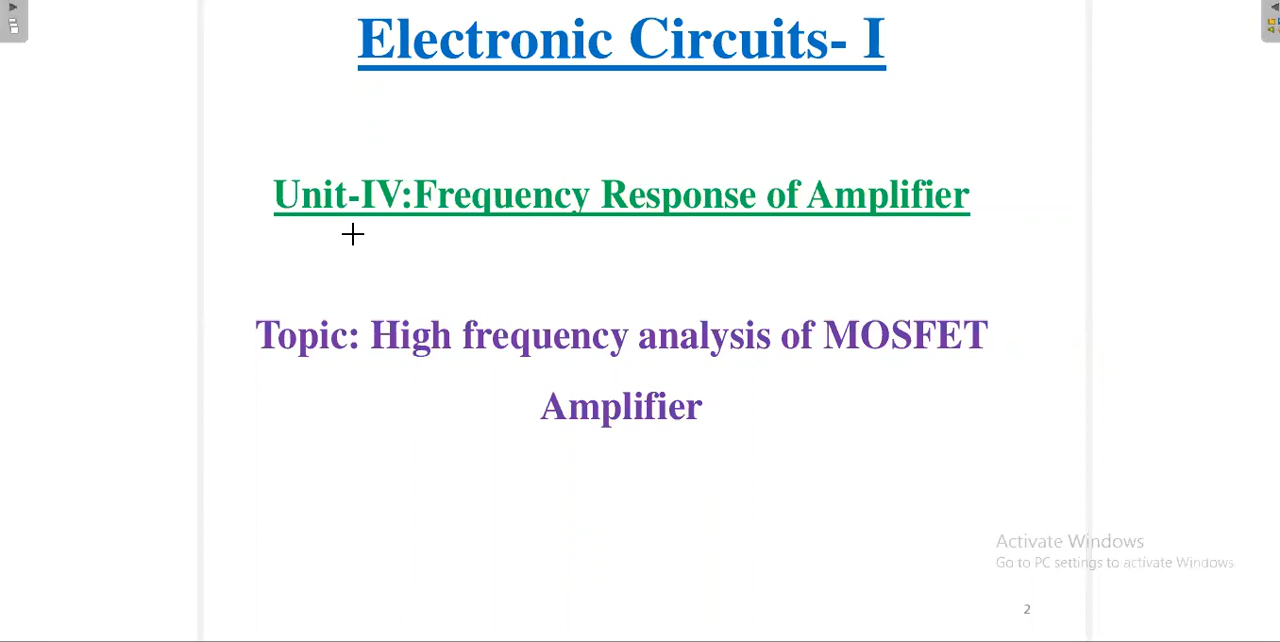 Electronic Circuits- I
Unit-IV:Frequency Response of Amplifier
Topic: High frequency analysis of MOSFET
Amplifier
Activate Windows
Go to PC settings to activate Windows
2